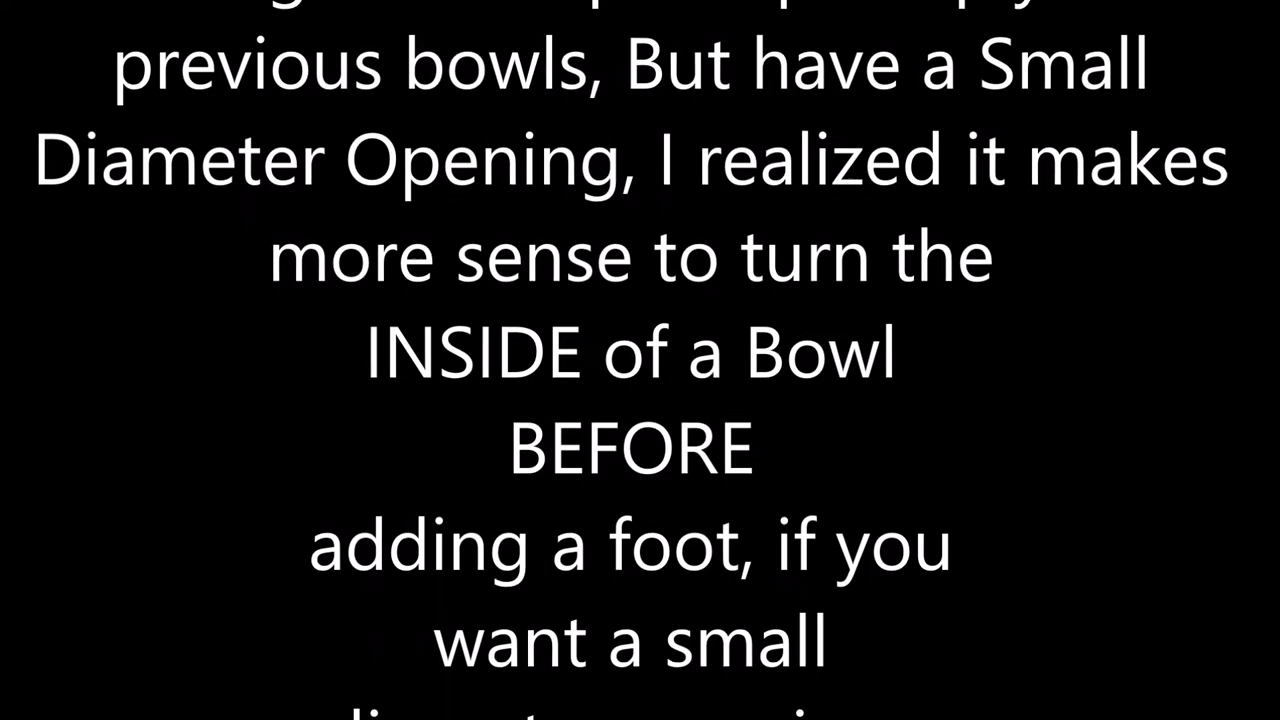 previous bowls, But have a Small
Diameter Opening, I realized it makes
more sense to turn the
INSIDE of a Bowl
BEFORE
adding a foot, if you
want a small